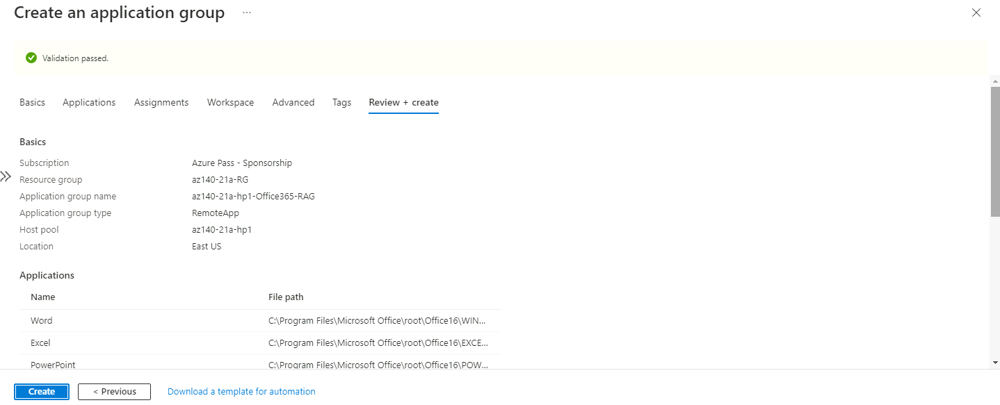 Create an application group ...
Validation passed.
Basics Applications Assignments Workspace Advanced Tags Review + create
Basics
Subscription Azure Pass - Sponsorship
Resource group az140-21a-RG
Application group name az140-21a-hp1-Office365-RAG
Application group type RemoteApp
Host pool az140-21a-hp1
Location East US
Applications
Name File path
Word C:\Program Files\Microsoft Office\root\Office16\WIN...
Excel C:\Program Files\Microsoft Office\root\Office16\EXCE...
PowerPoint C:\Program Files\Microsoft Office\root\Office16\POW...
Create < Previous Download a template for automation